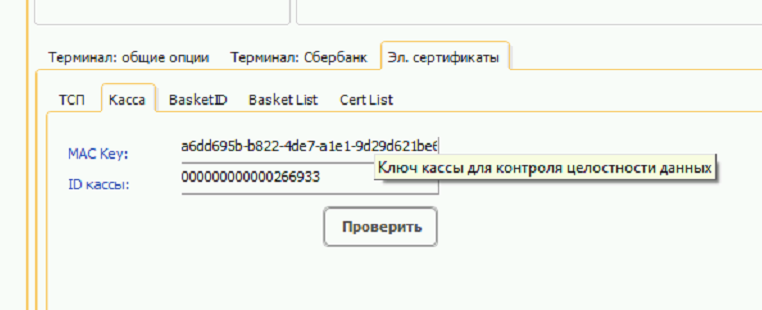 Терминал: общие опции Терминал: Сбербанк Эл. сертификаты
ТСП Касса BasketID Basket List Cert List
MAC Key: a6dd695b-b822-4de7-a1e1-9d29d621be6
Ключ кассы для контроля целостности данных
ID кассы: 000000000000266933
Проверить